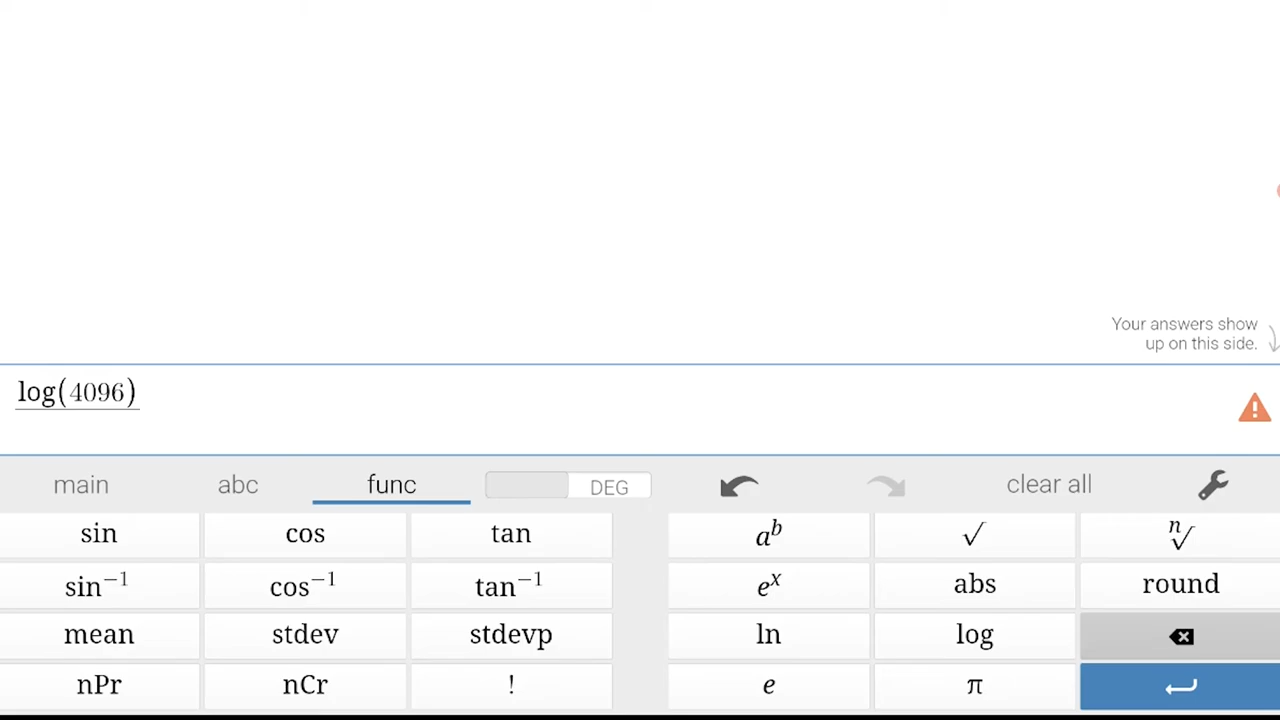 Your answers show
up on this side.
log(4096)
main abc func DEG clear all
sin cos tan a^b √ ⁿ√
sin⁻¹ cos⁻¹ tan⁻¹ eˣ abs round
mean stdev stdevp ln log
nPr nCr ! e π